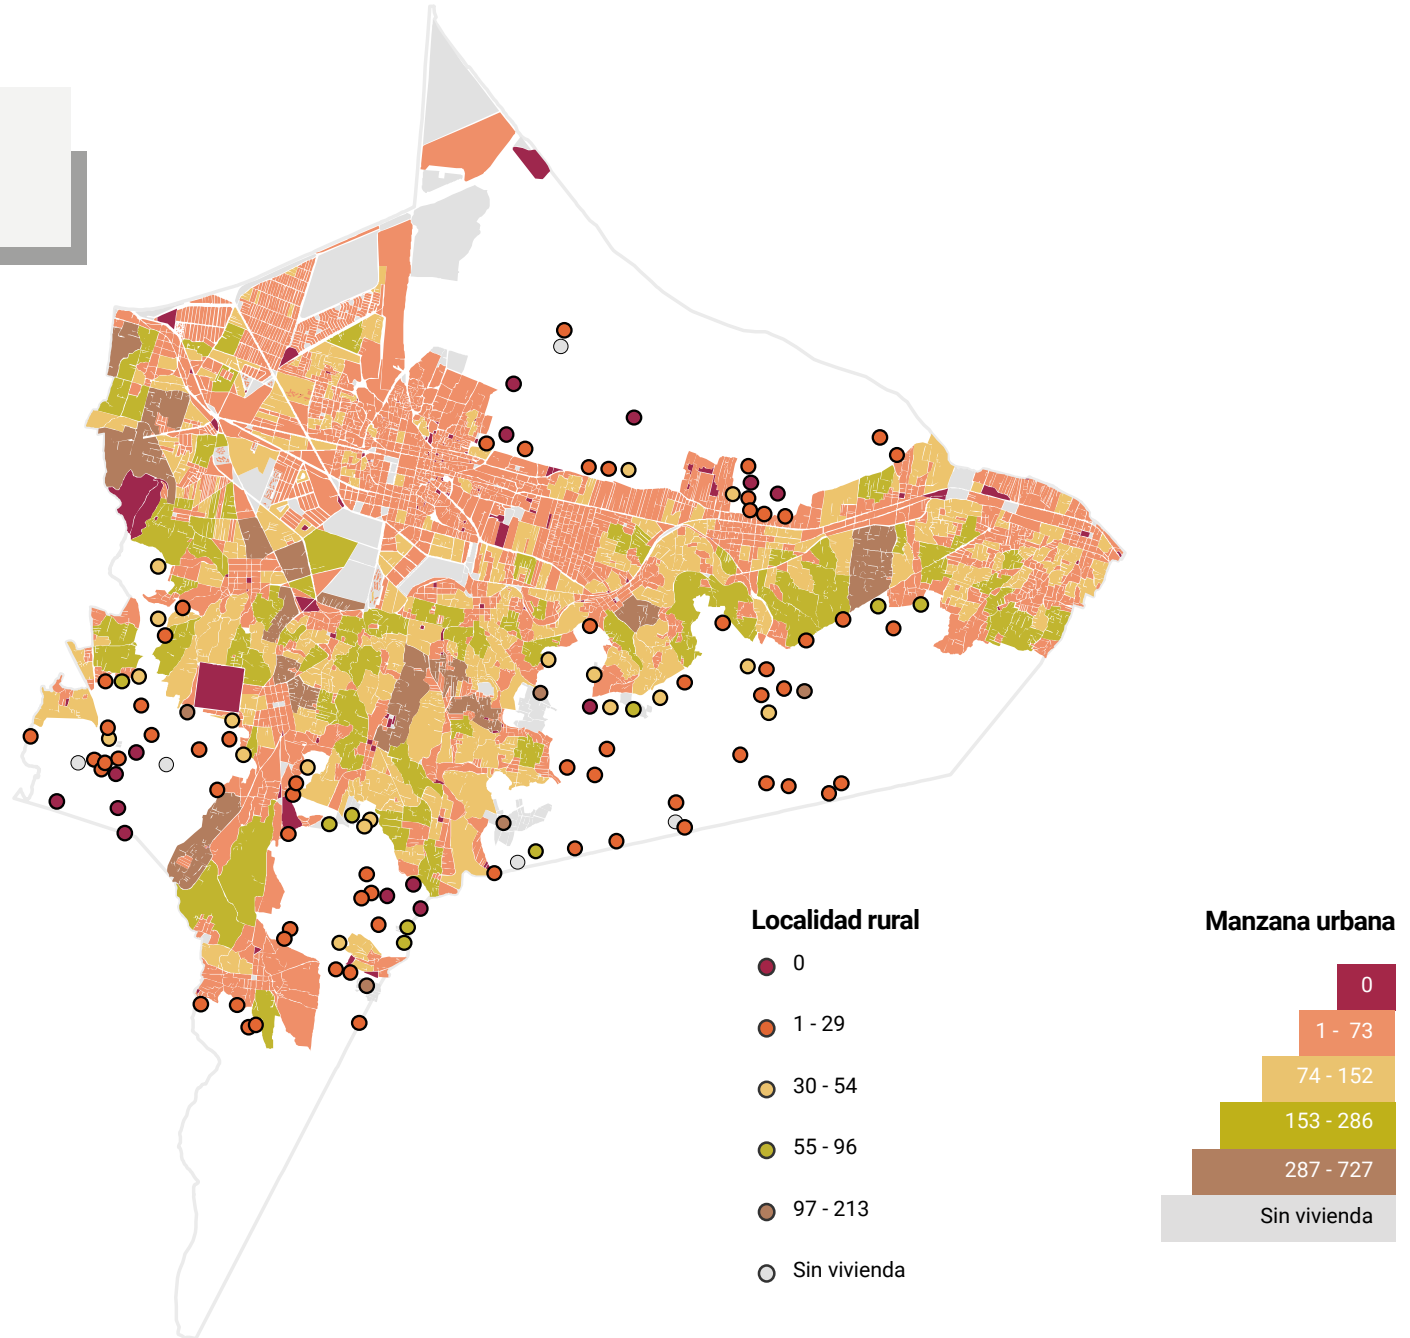 Localidad rural
0
1 - 29
30 - 54
55 - 96
97 - 213
Sin vivienda
Manzana urbana
0
1 - 73
74 - 152
153 - 286
287 - 727
Sin vivienda